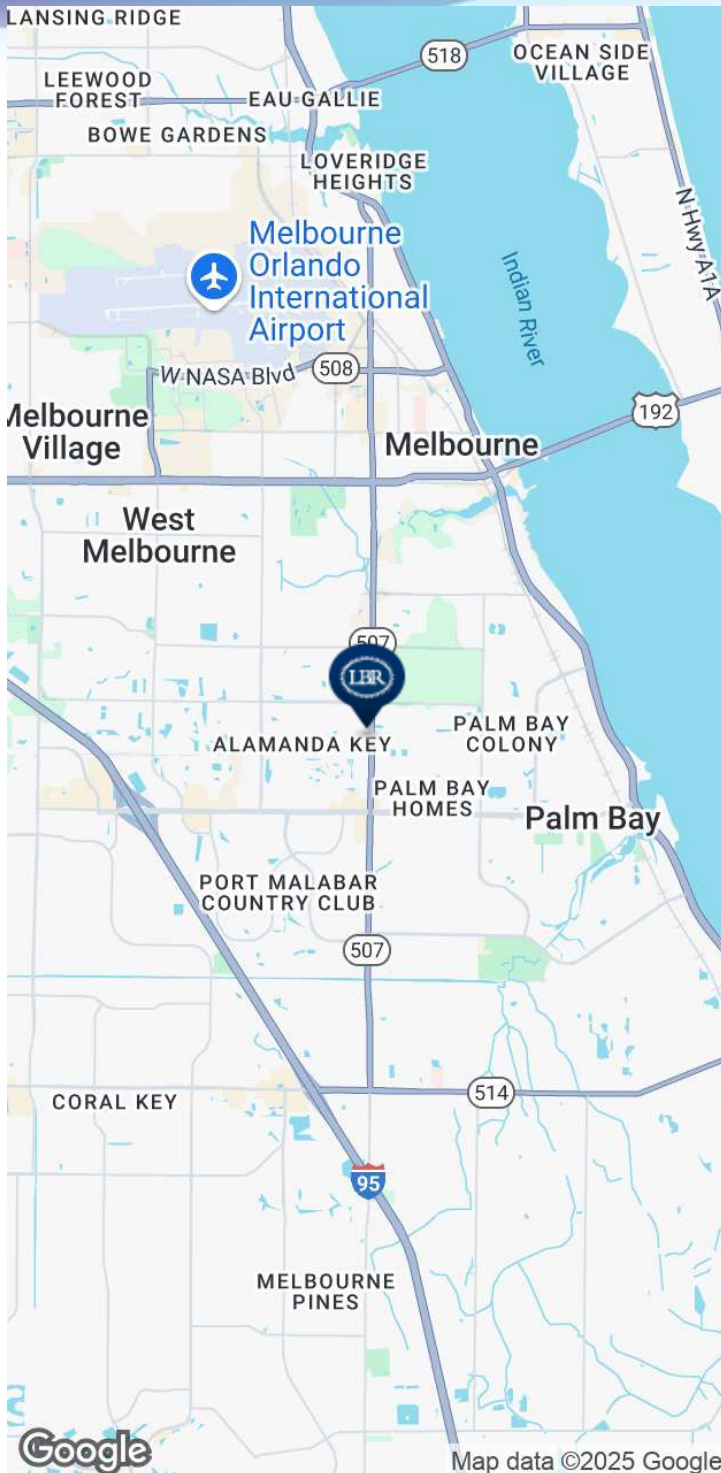 LANSING RIDGE
518
OCEAN SIDE
VILLAGE
LEEWOOD
FOREST
EAU GALLIE
BOWE GARDENS
LOVERIDGE
HEIGHTS
N Hwy A1A
Melbourne
Orlando
International
Airport
Indian River
W NASA Blvd
508
192
Melbourne
Village
Melbourne
West
Melbourne
507
LBR
ALAMANDA KEY
PALM BAY
COLONY
PALM BAY
HOMES
Palm Bay
PORT MALABAR
COUNTRY CLUB
507
CORAL KEY
514
95
MELBOURNE
PINES
Google
Map data ©2025 Google